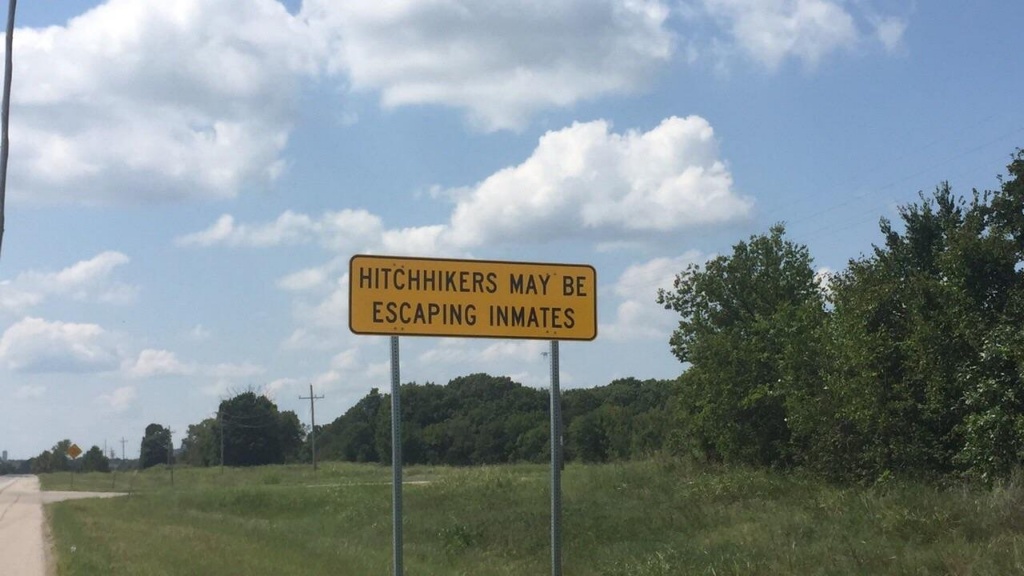 HITCHHIKERS MAY BE
ESCAPING INMATES